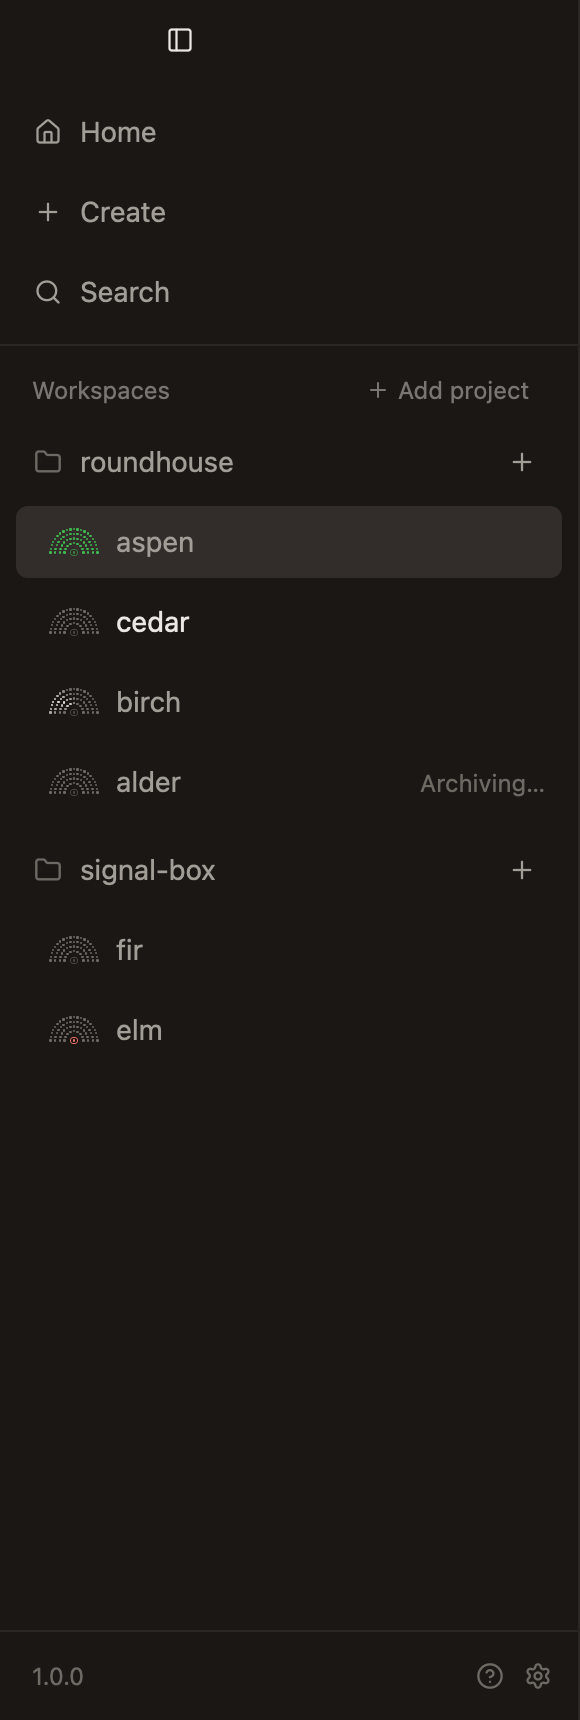 Home
Create
Search
Workspaces + Add project
roundhouse
aspen
cedar
birch
alder Archiving...
signal-box
fir
elm
1.0.0